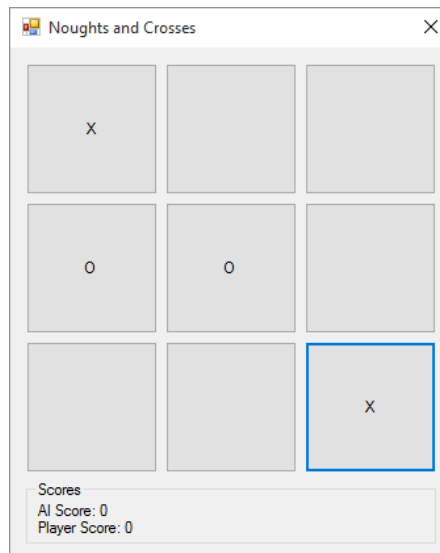 Noughts and Crosses
X
O O
X
Scores
AI Score: 0
Player Score: 0